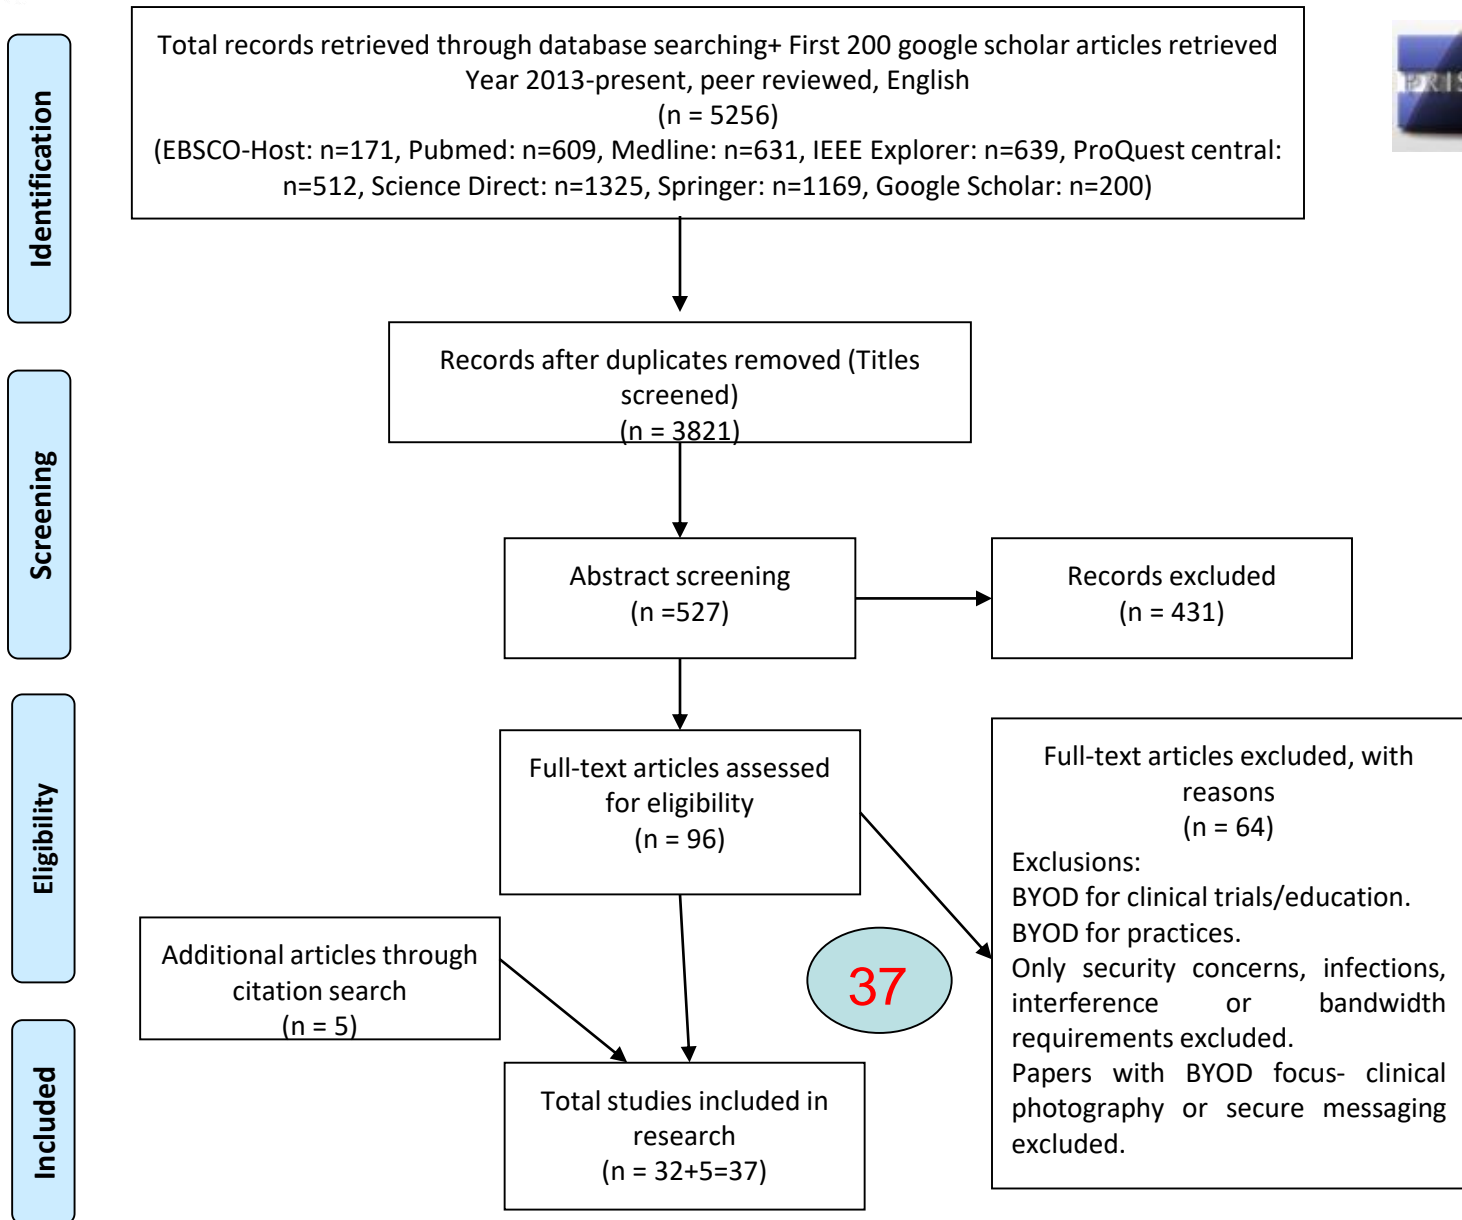 Total records retrieved through database searching+ First 200 google scholar articles retrieved
Year 2013-present, peer reviewed, English
(n = 5256)
(EBSCO-Host: n=171, Pubmed: n=609, Medline: n=631, IEEE Explorer: n=639, ProQuest central:
n=512, Science Direct: n=1325, Springer: n=1169, Google Scholar: n=200)
Identification
Records after duplicates removed (Titles
screened)
(n = 3821)
Screening
Abstract screening
(n =527)
Records excluded
(n = 431)
Eligibility
Full-text articles assessed
for eligibility
(n = 96)
Full-text articles excluded, with
reasons
(n = 64)
Exclusions:
BYOD for clinical trials/education.
BYOD for practices.
Only security concerns, infections,
interference or bandwidth
requirements excluded.
Papers with BYOD focus- clinical
photography or secure messaging
excluded.
Additional articles through
citation search
(n = 5)
37
Included
Total studies included in
research
(n = 32+5=37)